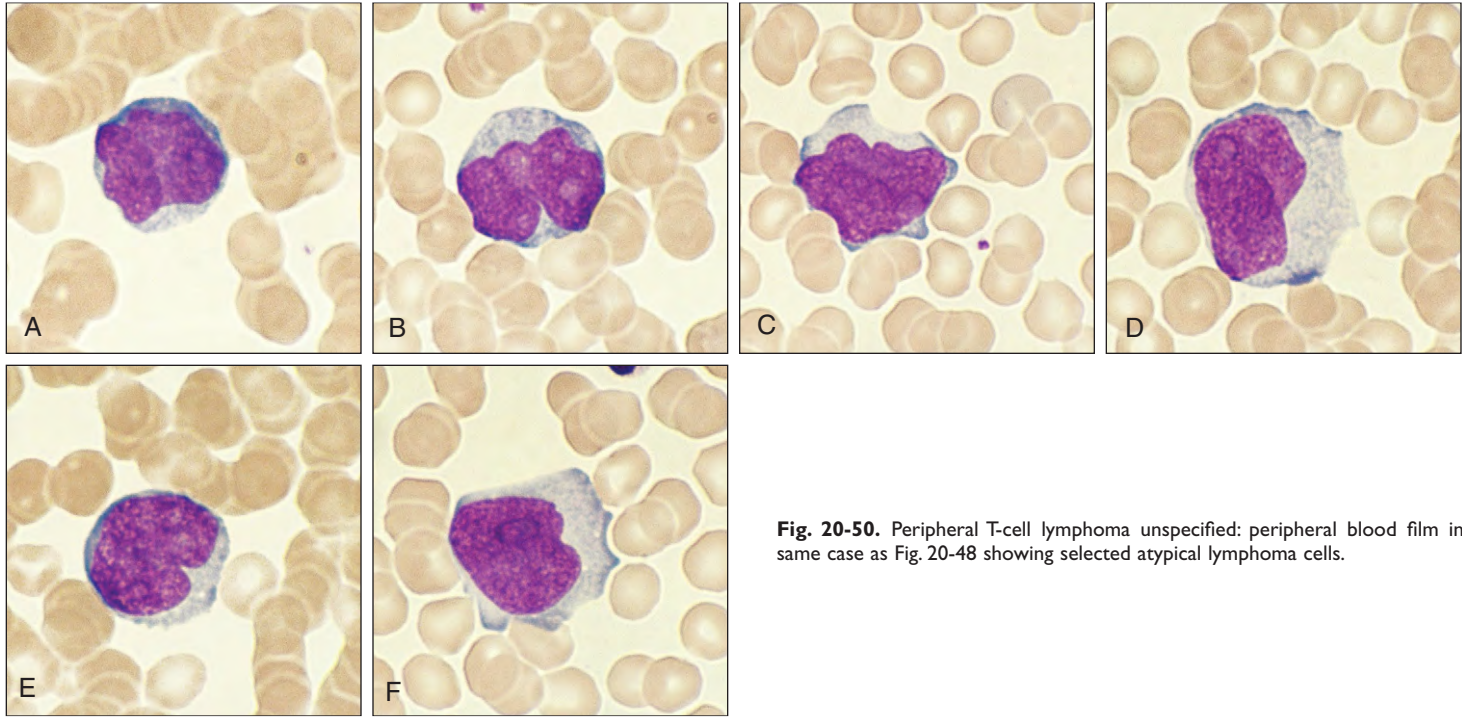 A
B
C
D
E
F
Fig. 20-50. Peripheral T-cell lymphoma unspecified: peripheral blood film in
same case as Fig. 20-48 showing selected atypical lymphoma cells.